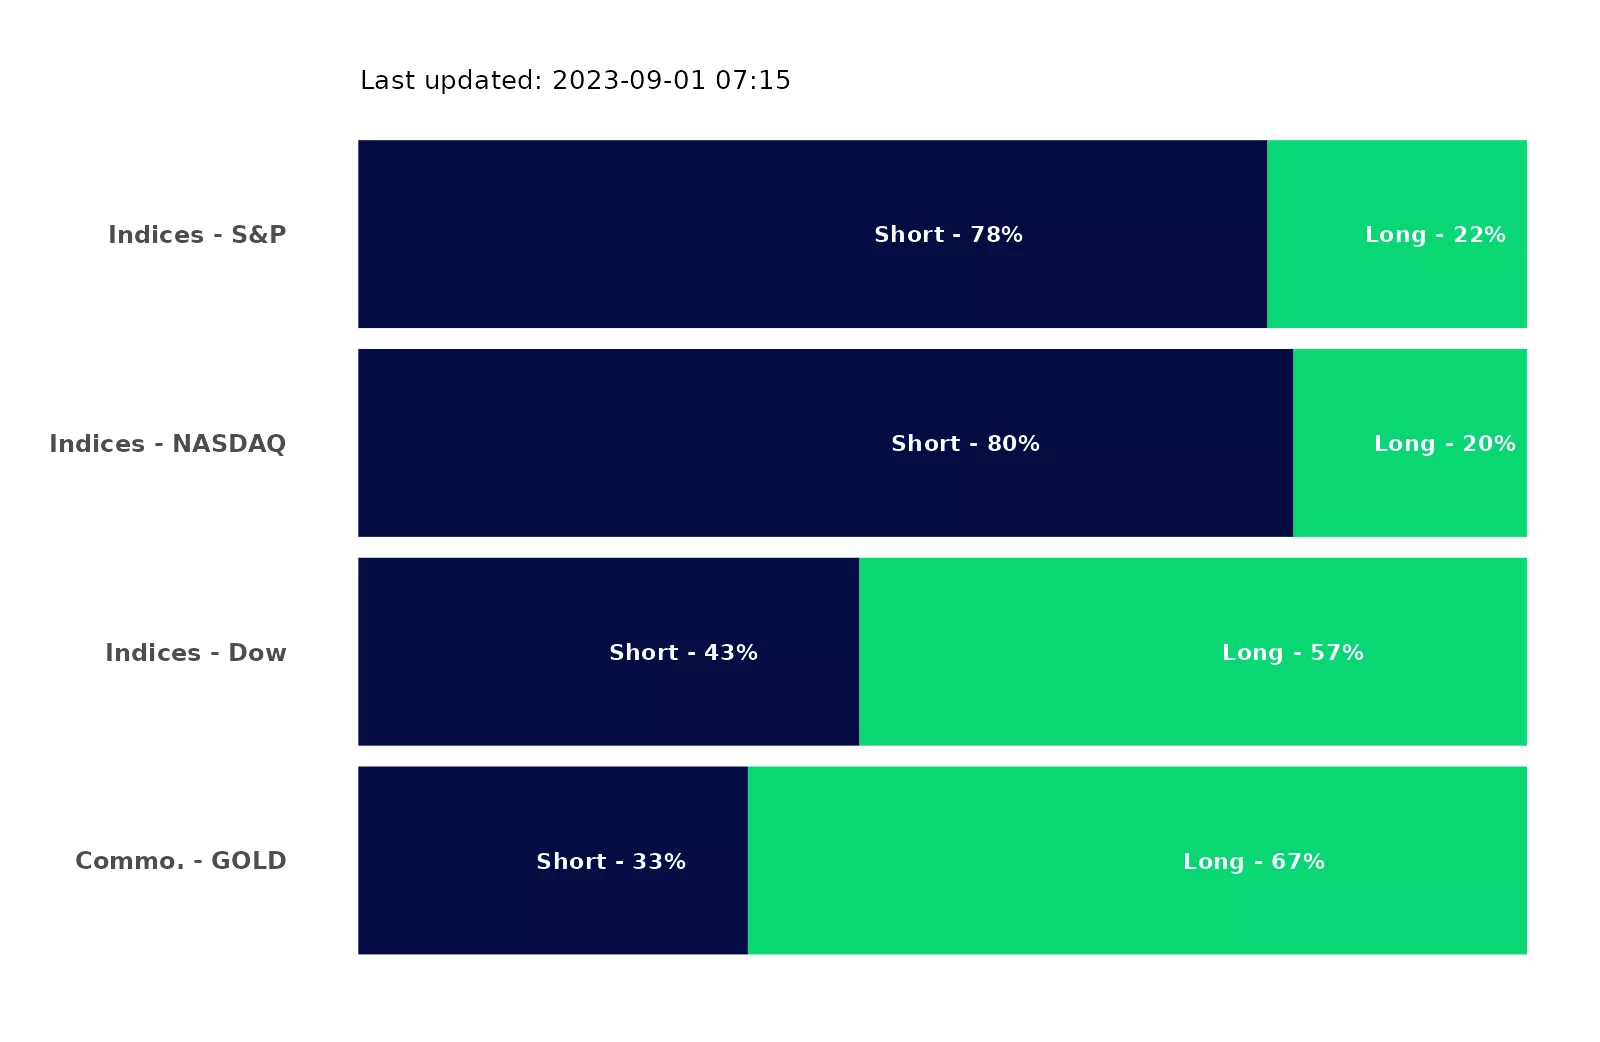 Last updated: 2023-09-01 07:15
Indices - S&P
Short - 78%
Long - 22%
Indices - NASDAQ
Short - 80%
Long - 20%
Indices - Dow
Short - 43%
Long - 57%
Commo. - GOLD
Short - 33%
Long - 67%